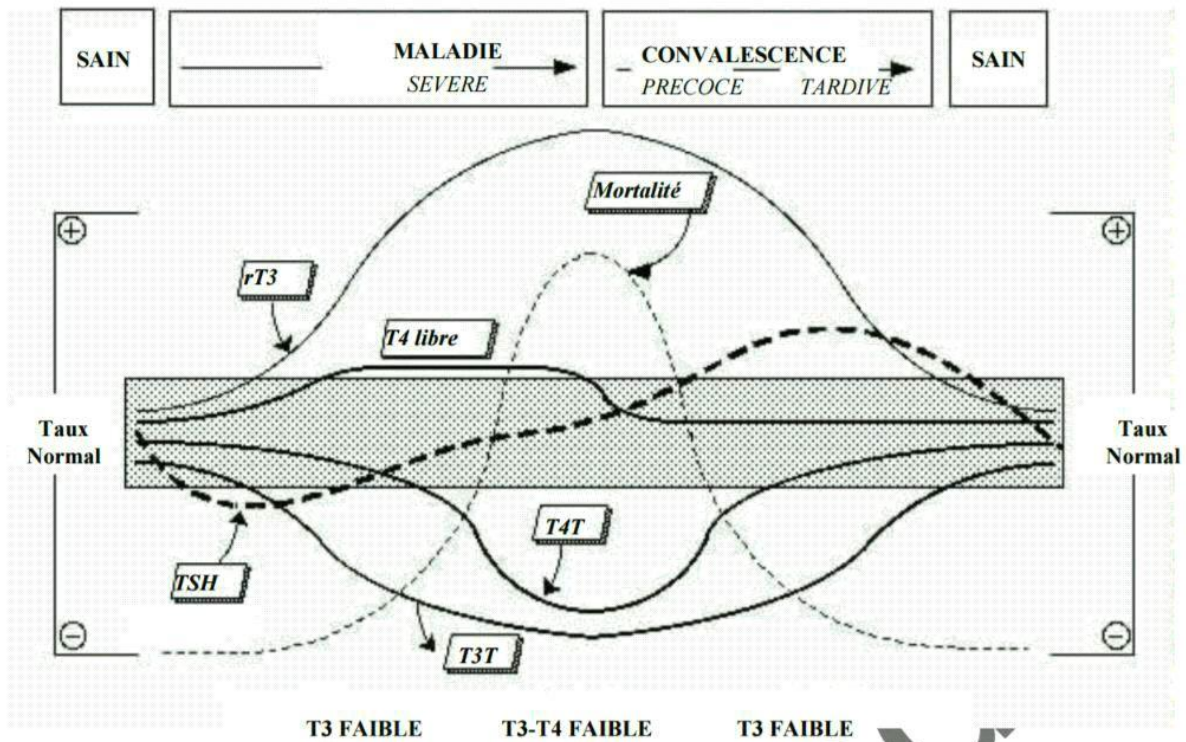 SAIN
MALADIE
SEVERE
CONVALESCENCE
PRECOCE TARDIVE
SAIN
Mortalité
+
+
rT3
T4 libre
Taux
Normal
Taux
Normal
T4T
TSH
T3T
−
−
T3 FAIBLE T3-T4 FAIBLE T3 FAIBLE